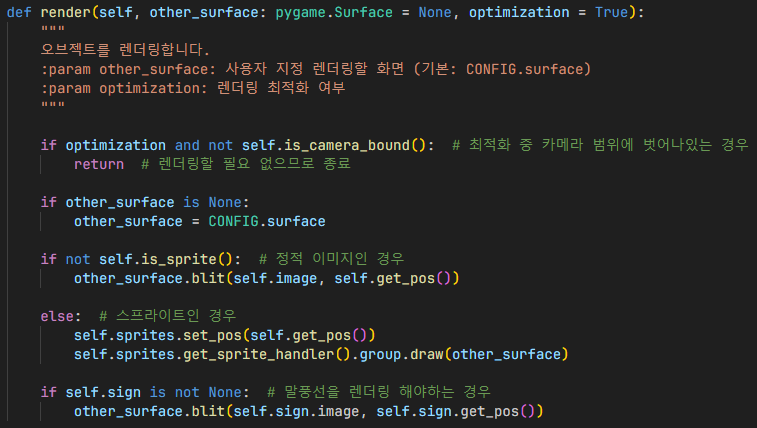 def render(self, other_surface: pygame.Surface = None, optimization = True):
"""
오브젝트를 렌더링합니다.
:param other_surface: 사용자 지정 렌더링할 화면 (기본: CONFIG.surface)
:param optimization: 렌더링 최적화 여부
"""
if optimization and not self.is_camera_bound():  # 최적화 중 카메라 범위에 벗어나있는 경우
return  # 렌더링할 필요 없으므로 종료
if other_surface is None:
other_surface = CONFIG.surface
if not self.is_sprite():  # 정적 이미지인 경우
other_surface.blit(self.image, self.get_pos())
else:  # 스프라이트인 경우
self.sprites.set_pos(self.get_pos())
self.sprites.get_sprite_handler().group.draw(other_surface)
if self.sign is not None:  # 말풍선을 렌더링 해야하는 경우
other_surface.blit(self.sign.image, self.sign.get_pos())